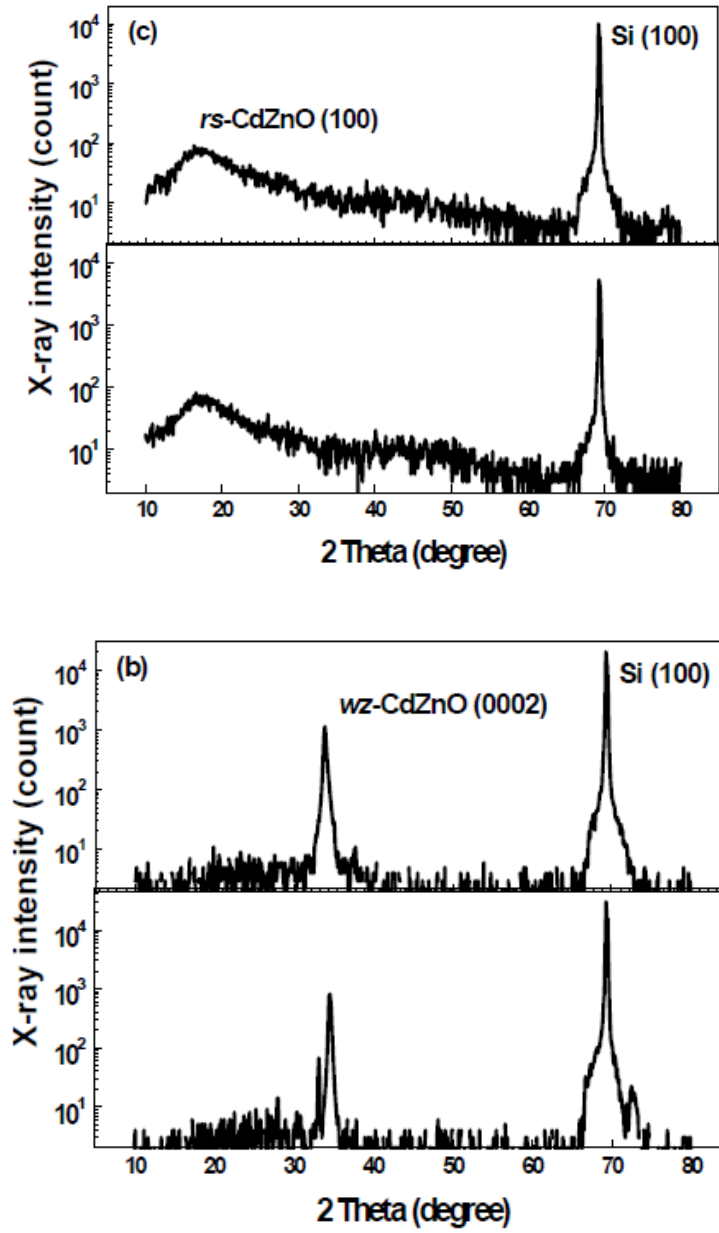 (c)
Si (100)
rs-CdZnO (100)
10⁴
10³
10²
10¹
10⁴
10³
10²
10¹
X-ray intensity (count)
10 20 30 40 50 60 70 80
2 Theta (degree)
(b)
Si (100)
wz-CdZnO (0002)
10⁴
10³
10²
10¹
10⁴
10³
10²
10¹
X-ray intensity (count)
10 20 30 40 50 60 70 80
2 Theta (degree)